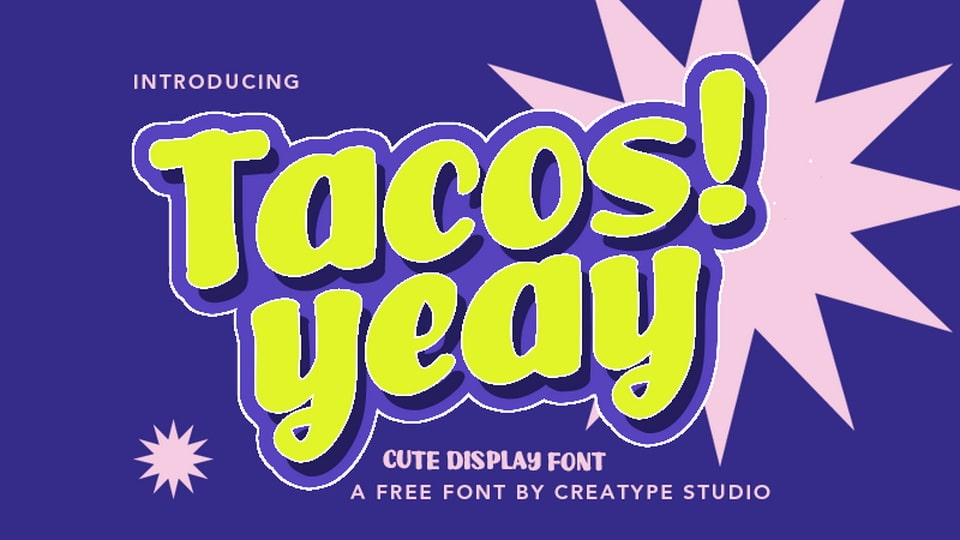 INTRODUCING
Tacos!
yeay
CUTE DISPLAY FONT
A FREE FONT BY CREATYPE STUDIO